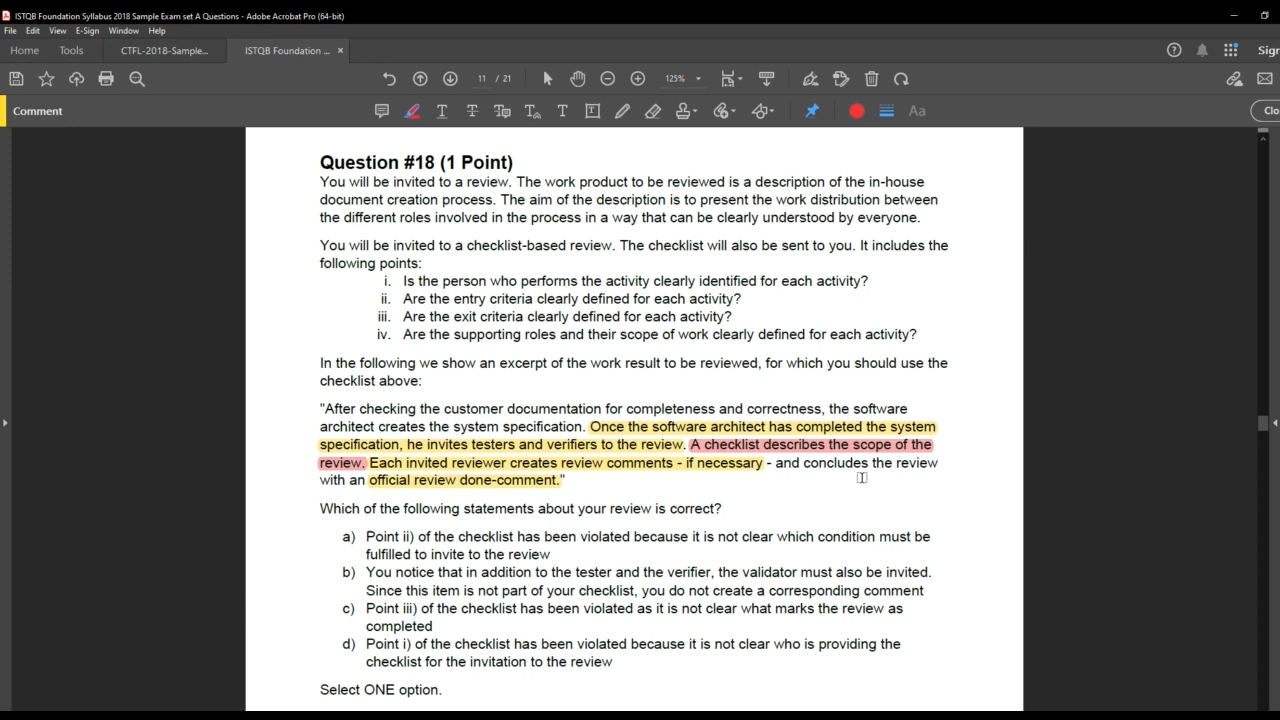 ISTQB Foundation Syllabus 2018 Sample Exam set A Questions - Adobe Acrobat Pro (64-bit)
File Edit View E-Sign Window Help
Home Tools CTFL-2018-Sample... ISTQB Foundation ... × Sign
11 / 21 125%
Comment Aa Clo
Question #18 (1 Point)
You will be invited to a review. The work product to be reviewed is a description of the in-house
document creation process. The aim of the description is to present the work distribution between
the different roles involved in the process in a way that can be clearly understood by everyone.
You will be invited to a checklist-based review. The checklist will also be sent to you. It includes the
following points:
i. Is the person who performs the activity clearly identified for each activity?
ii. Are the entry criteria clearly defined for each activity?
iii. Are the exit criteria clearly defined for each activity?
iv. Are the supporting roles and their scope of work clearly defined for each activity?
In the following we show an excerpt of the work result to be reviewed, for which you should use the
checklist above:
"After checking the customer documentation for completeness and correctness, the software
architect creates the system specification. Once the software architect has completed the system
specification, he invites testers and verifiers to the review. A checklist describes the scope of the
review. Each invited reviewer creates review comments - if necessary - and concludes the review
with an official review done-comment."
Which of the following statements about your review is correct?
a) Point ii) of the checklist has been violated because it is not clear which condition must be
fulfilled to invite to the review
b) You notice that in addition to the tester and the verifier, the validator must also be invited.
Since this item is not part of your checklist, you do not create a corresponding comment
c) Point iii) of the checklist has been violated as it is not clear what marks the review as
completed
d) Point i) of the checklist has been violated because it is not clear who is providing the
checklist for the invitation to the review
Select ONE option.